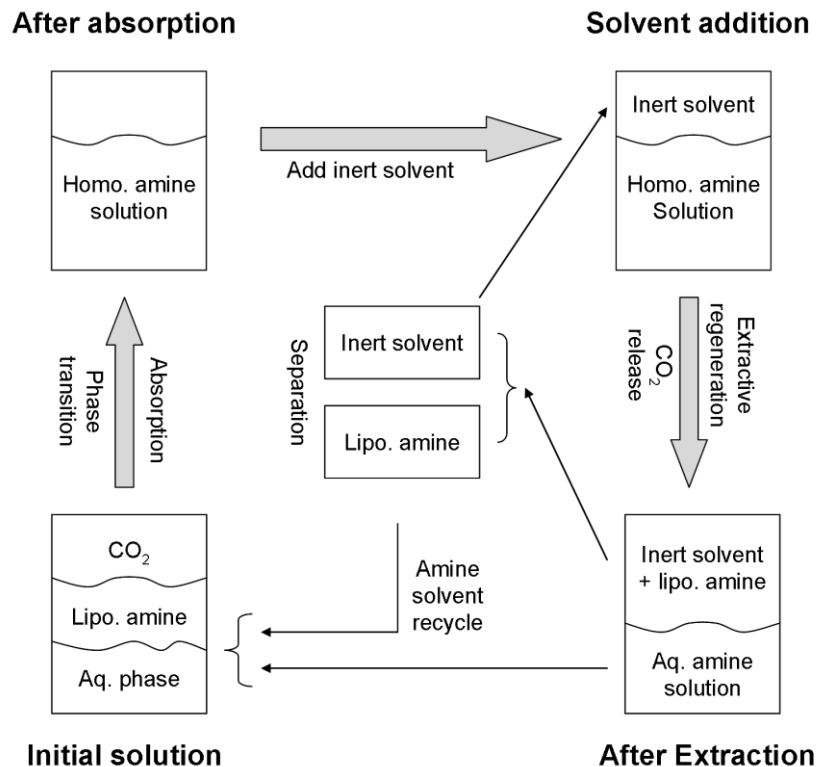 After absorption
Solvent addition
Homo. amine
solution
Add inert solvent
Inert solvent
Homo. amine
Solution
Absorption
Phase
transition
Separation
Inert solvent
Lipo. amine
Extractive
regeneration
CO2
release
CO2
Lipo. amine
Aq. phase
Amine
solvent
recycle
Inert solvent
+ lipo. amine
Aq. amine
solution
Initial solution
After Extraction